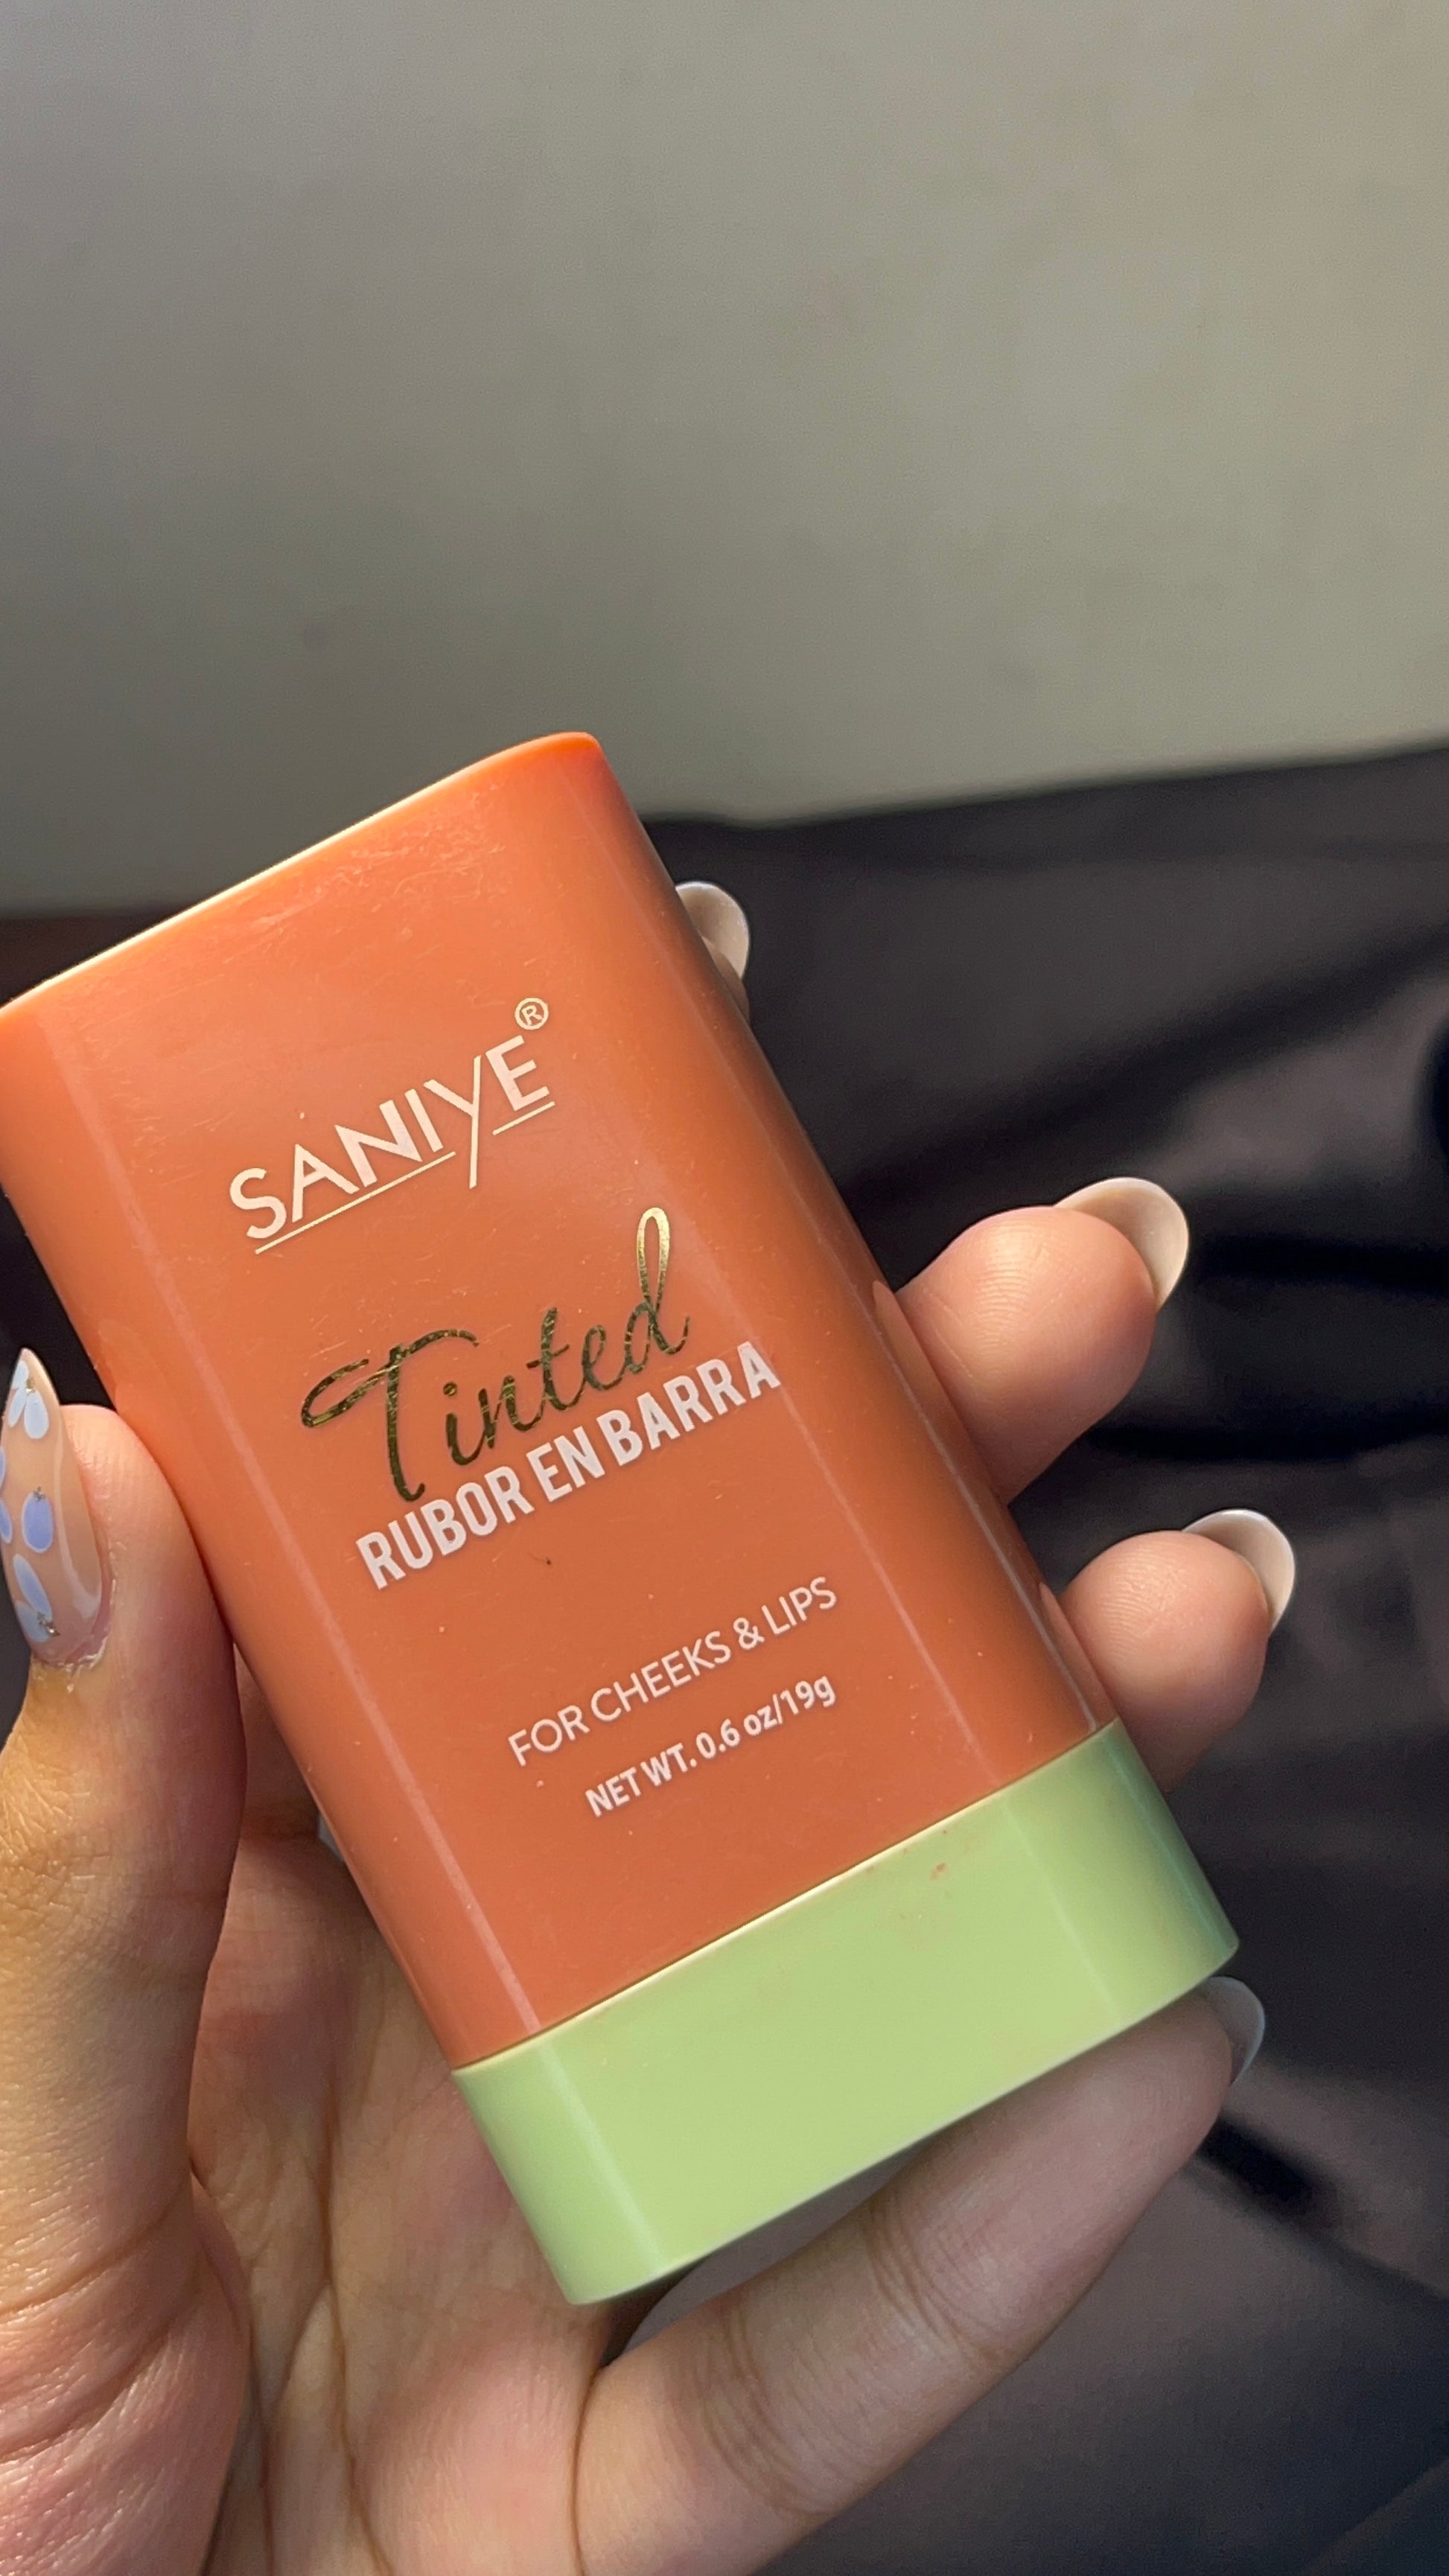 SANIYE®
Tinted
RUBOR EN BARRA
FOR CHEEKS & LIPS
NET WT. 0.6 oz/19g